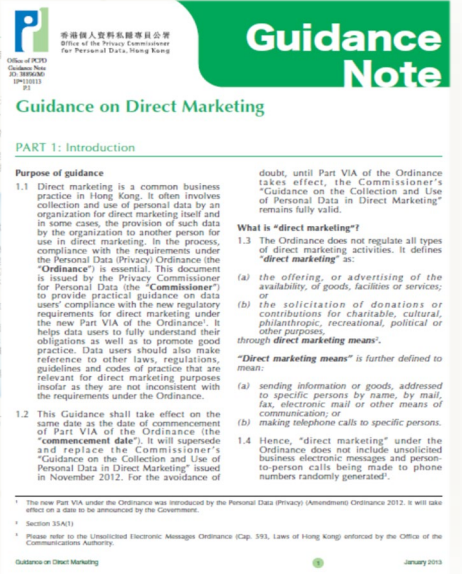 香港個人資料私隱專員公署
Office of the Privacy Commissioner
for Personal Data, Hong Kong
Office of PCPD
Guidance Note
P.1
Guidance
Note
Guidance on Direct Marketing
PART 1: Introduction
Purpose of guidance
1.1 Direct marketing is a common business
practice in Hong Kong. It often involves
collection and use of personal data by an
organization for direct marketing itself and
in some cases, the provision of such data
by the organization to another person for
use in direct marketing. In the process,
compliance with the requirements under
the Personal Data (Privacy) Ordinance (the
"Ordinance") is essential. This document
is issued by the Privacy Commissioner
for Personal Data (the "Commissioner")
to provide practical guidance on data
users' compliance with the new regulatory
requirements for direct marketing under
the new Part VIA of the Ordinance¹. It
helps data users to fully understand their
obligations as well as to promote good
practice. Data users should also make
reference to other laws, regulations,
guidelines and codes of practice that are
relevant for direct marketing purposes
insofar as they are not inconsistent with
the requirements under the Ordinance.
1.2 This Guidance shall take effect on the
same date as the date of commencement
of Part VIA of the Ordinance (the
"commencement date"). It will supersede
and replace the Commissioner's
"Guidance on the Collection and Use of
Personal Data in Direct Marketing" issued
in November 2012. For the avoidance of
doubt, until Part VIA of the Ordinance
takes effect, the Commissioner's
"Guidance on the Collection and Use
of Personal Data in Direct Marketing"
remains fully valid.
What is "direct marketing"?
1.3 The Ordinance does not regulate all types
of direct marketing activities. It defines
"direct marketing" as:
(a) the offering, or advertising of the
availability, of goods, facilities or services;
or
(b) the solicitation of donations or
contributions for charitable, cultural,
philanthropic, recreational, political or
other purposes,
through direct marketing means².
"Direct marketing means" is further defined to
mean:
(a) sending information or goods, addressed
to specific persons by name, by mail,
fax, electronic mail or other means of
communication; or
(b) making telephone calls to specific persons.
1.4 Hence, "direct marketing" under the
Ordinance does not include unsolicited
business electronic messages and person-
to-person calls being made to phone
numbers randomly generated³.
¹ The new Part VIA under the Ordinance was introduced by the Personal Data (Privacy) (Amendment) Ordinance 2012. It will take
effect on a date to be announced by the Government.
² Section 35A(1)
³ Please refer to the Unsolicited Electronic Messages Ordinance (Cap. 593, Laws of Hong Kong) enforced by the Office of the
Communications Authority.
Guidance on Direct Marketing
1
January 2013